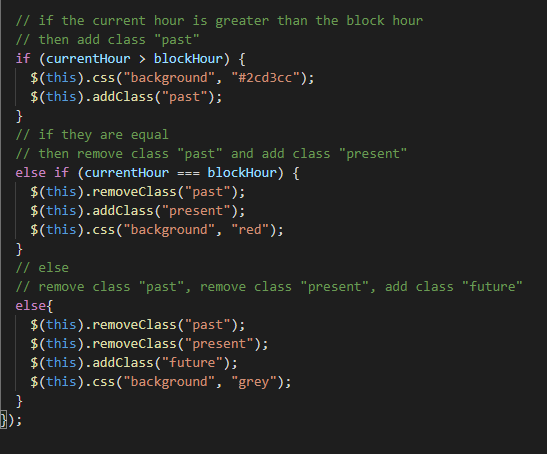 // if the current hour is greater than the block hour
// then add class "past"
if (currentHour > blockHour) {
$(this).css("background", "#2cd3cc");
$(this).addClass("past");
}
// if they are equal
// then remove class "past" and add class "present"
else if (currentHour === blockHour) {
$(this).removeClass("past");
$(this).addClass("present");
$(this).css("background", "red");
}
// else
// remove class "past", remove class "present", add class "future"
else{
$(this).removeClass("past");
$(this).removeClass("present");
$(this).addClass("future");
$(this).css("background", "grey");
}
});